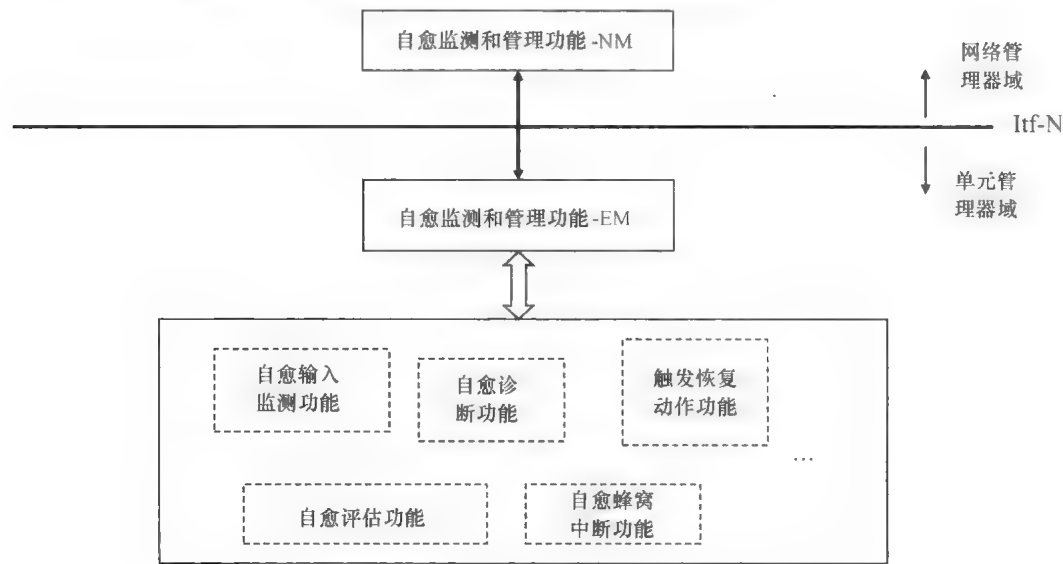 自愈监测和管理功能-NM
网络管
理器域
Itf-N
单元管
理器域
自愈监测和管理功能-EM
自愈输入
监测功能
自愈诊
断功能
触发恢复
动作功能
...
自愈评估功能
自愈蜂窝
中断功能